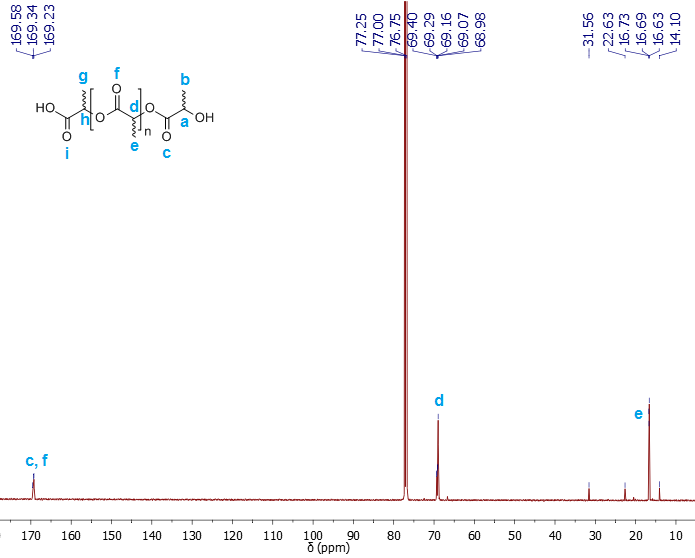 169.58
169.34
169.23
77.25
77.00
76.75
69.40
69.29
69.16
69.07
68.98
31.56
22.63
16.73
16.69
16.63
14.10
g
f
b
O
HO
O
d
O
OH
h
n
a
O
e
O
i
c
d
e
c, f
170 160 150 140 130 120 110 100 90 80 70 60 50 40 30 20 10
δ (ppm)